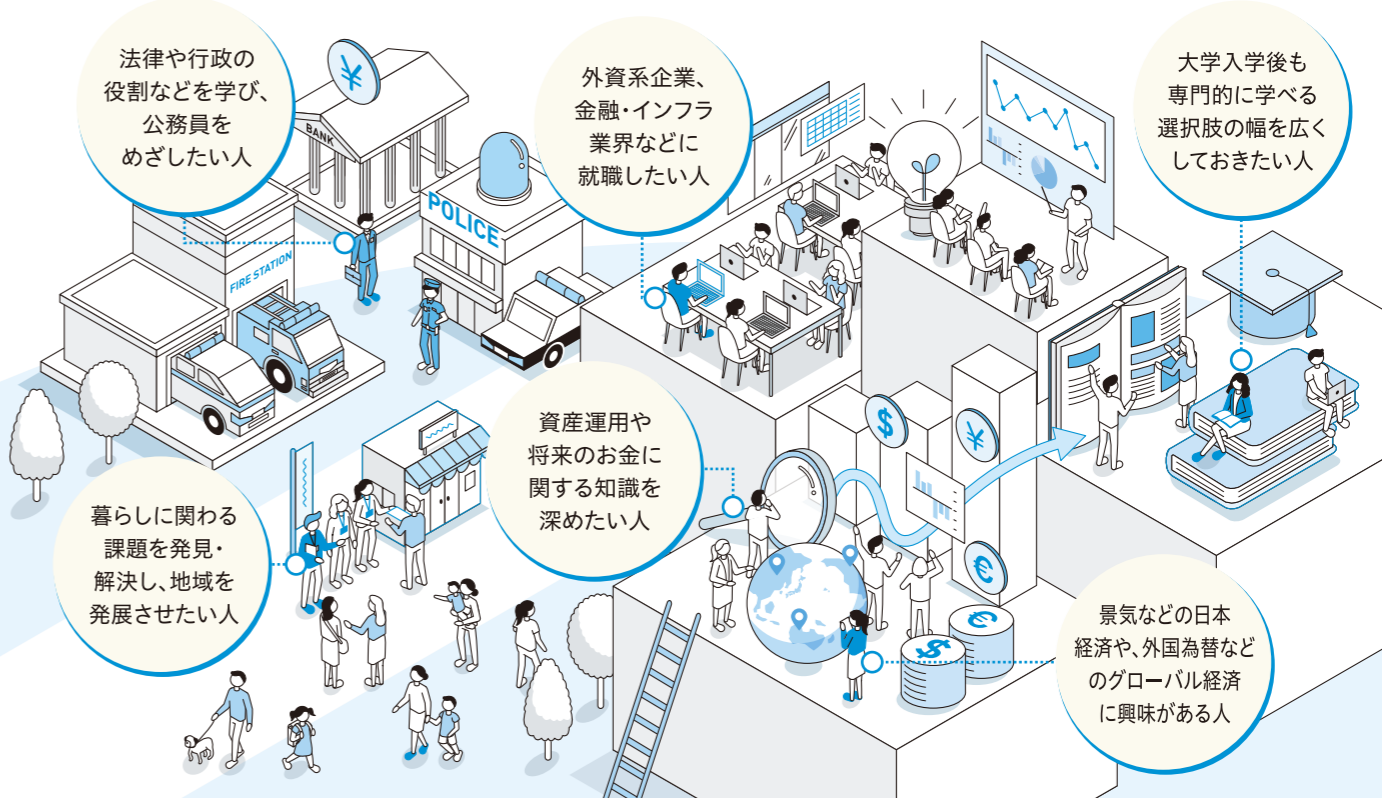 法律や行政の
役割などを学び、
公務員を
めざしたい人
外資系企業、
金融・インフラ
業界などに
就職したい人
大学入学後も
専門的に学べる
選択肢の幅を広く
しておきたい人
¥
BANK
POLICE
FIRE STATION
資産運用や
将来のお金に
関する知識を
深めたい人
$
¥
€
暮らしに関わる
課題を発見・
解決し、地域を
発展させたい人
景気などの日本
経済や、外国為替など
のグローバル経済
に興味がある人
$
€